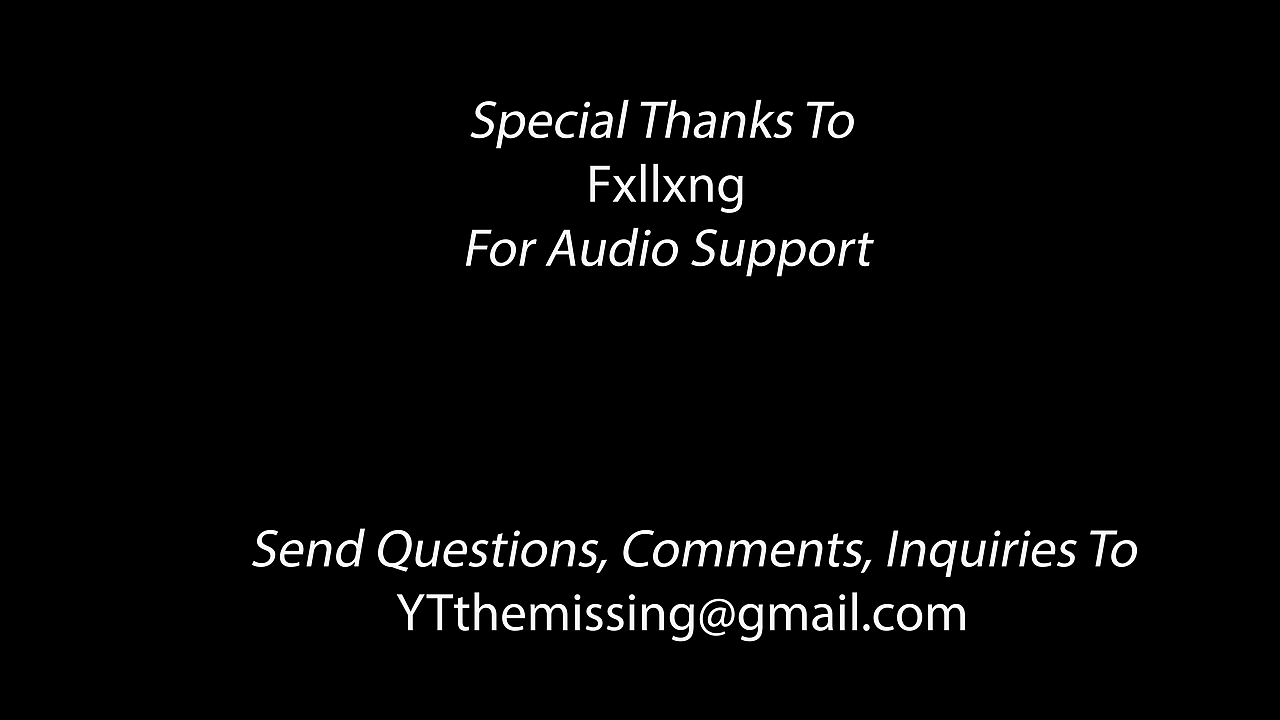 Special Thanks To
Fxllxng
For Audio Support
Send Questions, Comments, Inquiries To
YTthemissing@gmail.com